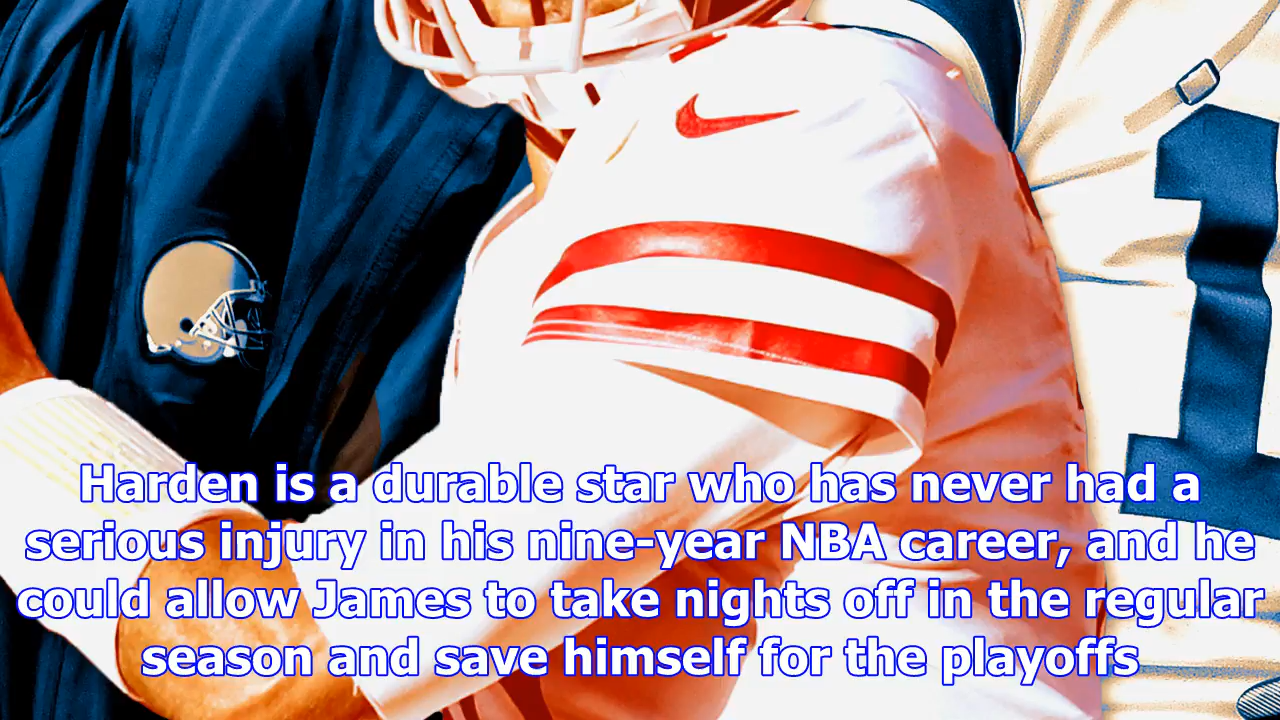 1
Harden is a durable star who has never had a
serious injury in his nine-year NBA career, and he
could allow James to take nights off in the regular
season and save himself for the playoffs